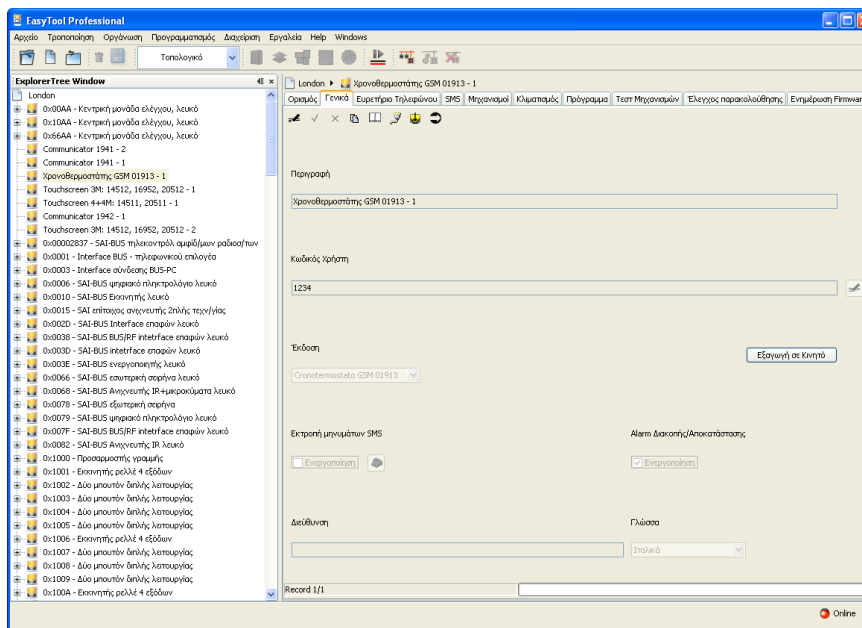 EasyTool Professional
Αρχείο Τροποποίηση Οργάνωση Προγραμματισμός Διαχείριση Εργαλεία Help Windows
Τοπολογικό
ExplorerTree Window
London
0x00AA - Κεντρική μονάδα ελέγχου, λευκό
0x10AA - Κεντρική μονάδα ελέγχου, λευκό
0x66AA - Κεντρική μονάδα ελέγχου, λευκό
Communicator 1941 - 2
Communicator 1941 - 1
Χρονοθερμοστάτης GSM 01913 - 1
Touchscreen 3M: 14512, 16952, 20512 - 1
Touchscreen 4+4M: 14511, 20511 - 1
Communicator 1942 - 1
Touchscreen 3M: 14512, 16952, 20512 - 2
0x00002837 - SAI-BUS τηλεκοντρόλ αμφίδ/μων ραδιοσ/των
0x0001 - Interface BUS - τηλεφωνικού επιλογέα
0x0003 - Interface σύνδεσης BUS-PC
0x0006 - SAI-BUS ψηφιακό πληκτρολόγιο λευκό
0x0010 - SAI-BUS Εκκινητής λευκό
0x0015 - SAI επίτοιχος ανιχνευτής 2πλής τεχν/γίας
0x002D - SAI-BUS Interface επαφών λευκό
0x0038 - SAI-BUS BUS/RF intetrface επαφών λευκό
0x003D - SAI-BUS intetrface επαφών λευκό
0x003E - SAI-BUS ενεργοποιητής λευκό
0x0066 - SAI-BUS εσωτερική σειρήνα λευκό
0x0068 - SAI-BUS Ανιχνευτής IR+μικροκύματα λευκό
0x0078 - SAI-BUS εξωτερική σειρήνα
0x0079 - SAI-BUS ψηφιακό πληκτρολόγιο λευκό
0x007F - SAI-BUS BUS/RF intetrface επαφών λευκό
0x0082 - SAI-BUS Ανιχνευτής IR λευκό
0x1000 - Προσαρμοστής γραμμής
0x1001 - Εκκινητής ρελλέ 4 εξόδων
0x1002 - Δύο μπουτόν διπλής λειτουργίας
0x1003 - Δύο μπουτόν διπλής λειτουργίας
0x1004 - Δύο μπουτόν διπλής λειτουργίας
0x1005 - Δύο μπουτόν διπλής λειτουργίας
0x1006 - Εκκινητής ρελλέ 4 εξόδων
0x1007 - Δύο μπουτόν διπλής λειτουργίας
0x1008 - Δύο μπουτόν διπλής λειτουργίας
0x1009 - Δύο μπουτόν διπλής λειτουργίας
0x100A - Εκκινητής ρελλέ 4 εξόδων
London Χρονοθερμοστάτης GSM 01913 - 1
Ορισμός Γενικά Ευρετήριο Τηλεφώνου SMS Μηχανισμοί Κλιματισμός Πρόγραμμα Τεστ Μηχανισμών Έλεγχος παρακολούθησης Ενημέρωση Firmwar
Περιγραφή
Χρονοθερμοστάτης GSM 01913 - 1
Κωδικός Χρήστη
1234
Έκδοση
Cronotermostato GSM 01913
Εξαγωγή σε Κινητό
Εκτροπή μηνυμάτων SMS
Alarm Διακοπής/Αποκατάστασης
Ενεργοποίηση
Ενεργοποίηση
Διεύθυνση
Γλώσσα
Ιταλικά
Record 1/1
Online